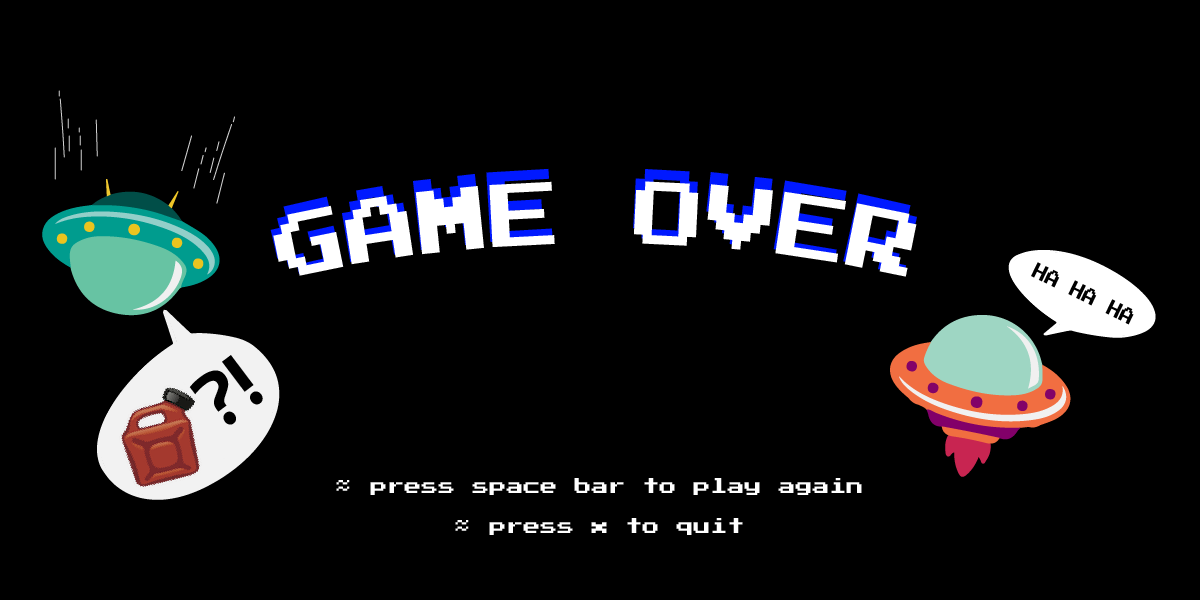 GAME OVER
HA HA HA
?!
≈ press space bar to play again
≈ press x to quit